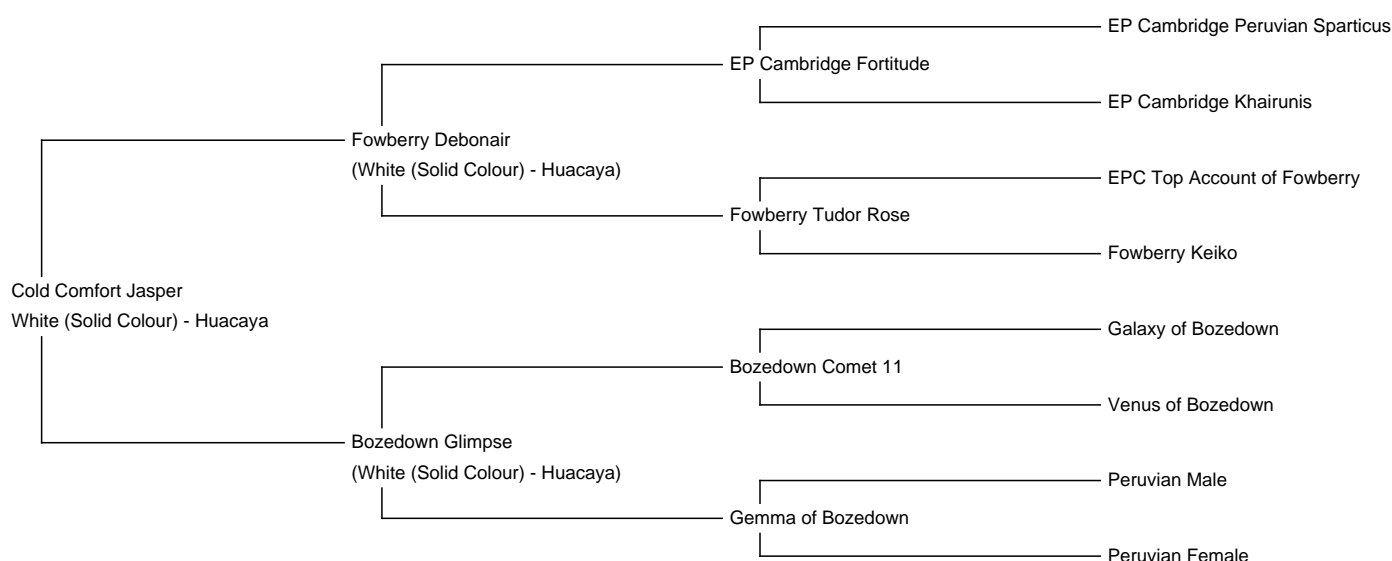 EP Cambridge Peruvian Sparticus
EP Cambridge Fortitude
EP Cambridge Khairunis
Fowberry Debonair
(White (Solid Colour) - Huacaya)
EPC Top Account of Fowberry
Fowberry Tudor Rose
Fowberry Keiko
Cold Comfort Jasper
White (Solid Colour) - Huacaya
Galaxy of Bozedown
Bozedown Comet 11
Venus of Bozedown
Bozedown Glimpse
(White (Solid Colour) - Huacaya)
Peruvian Male
Gemma of Bozedown
Peruvian Female